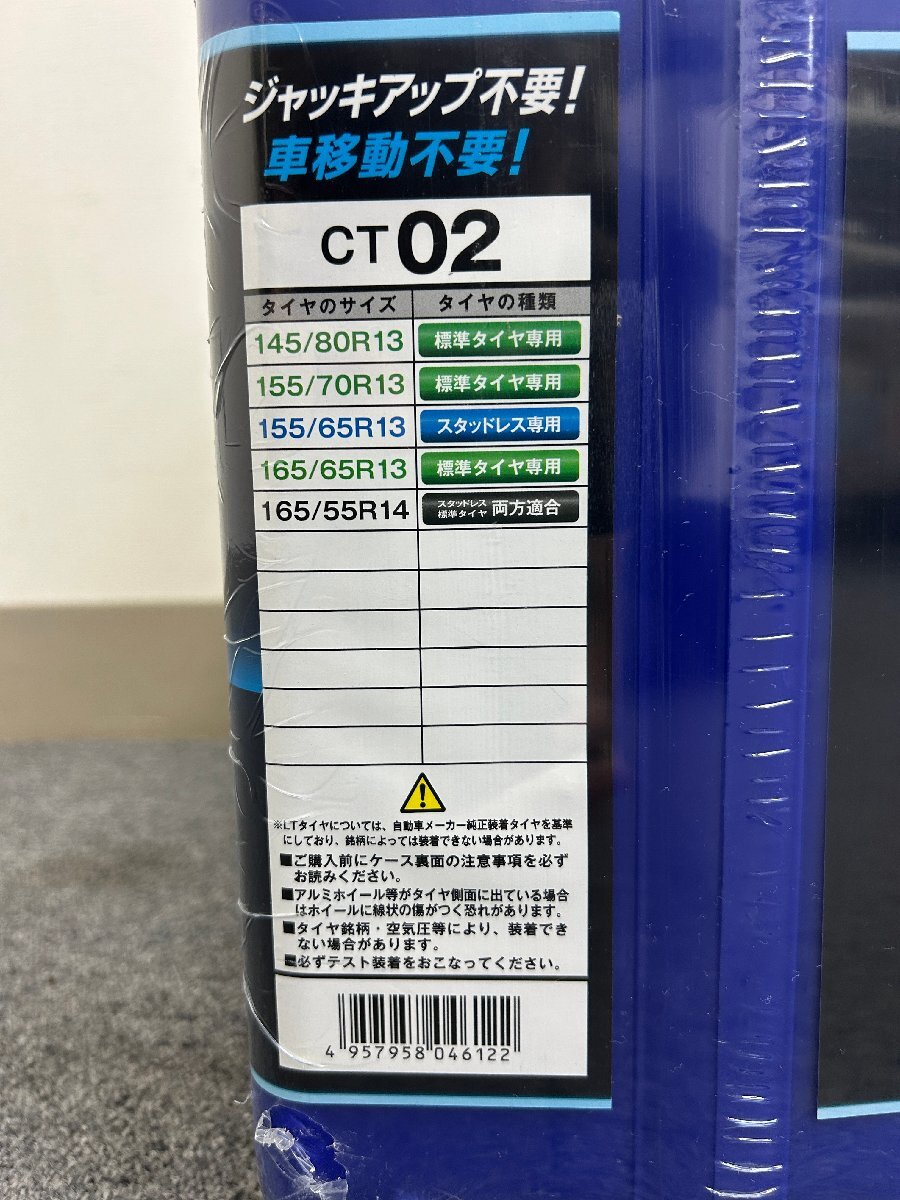 ジャッキアップ不要!
車移動不要!
CT02
タイヤのサイズ タイヤの種類
145/80R13 標準タイヤ専用
155/70R13 標準タイヤ専用
155/65R13 スタッドレス専用
165/65R13 標準タイヤ専用
165/55R14 スタッドレス 標準タイヤ 両方適合
※LTタイヤについては、自動車メーカー純正装着タイヤを基準
にしており、銘柄によっては装着できない場合があります。
■ご購入前にケース裏面の注意事項を必ず
お読みください。
■アルミホイール等がタイヤ側面に出ている場合
はホイールに線状の傷がつく恐れがあります。
■タイヤ銘柄・空気圧等により、装着でき
ない場合があります。
■必ずテスト装着をおこなってください。
4 957958 046122